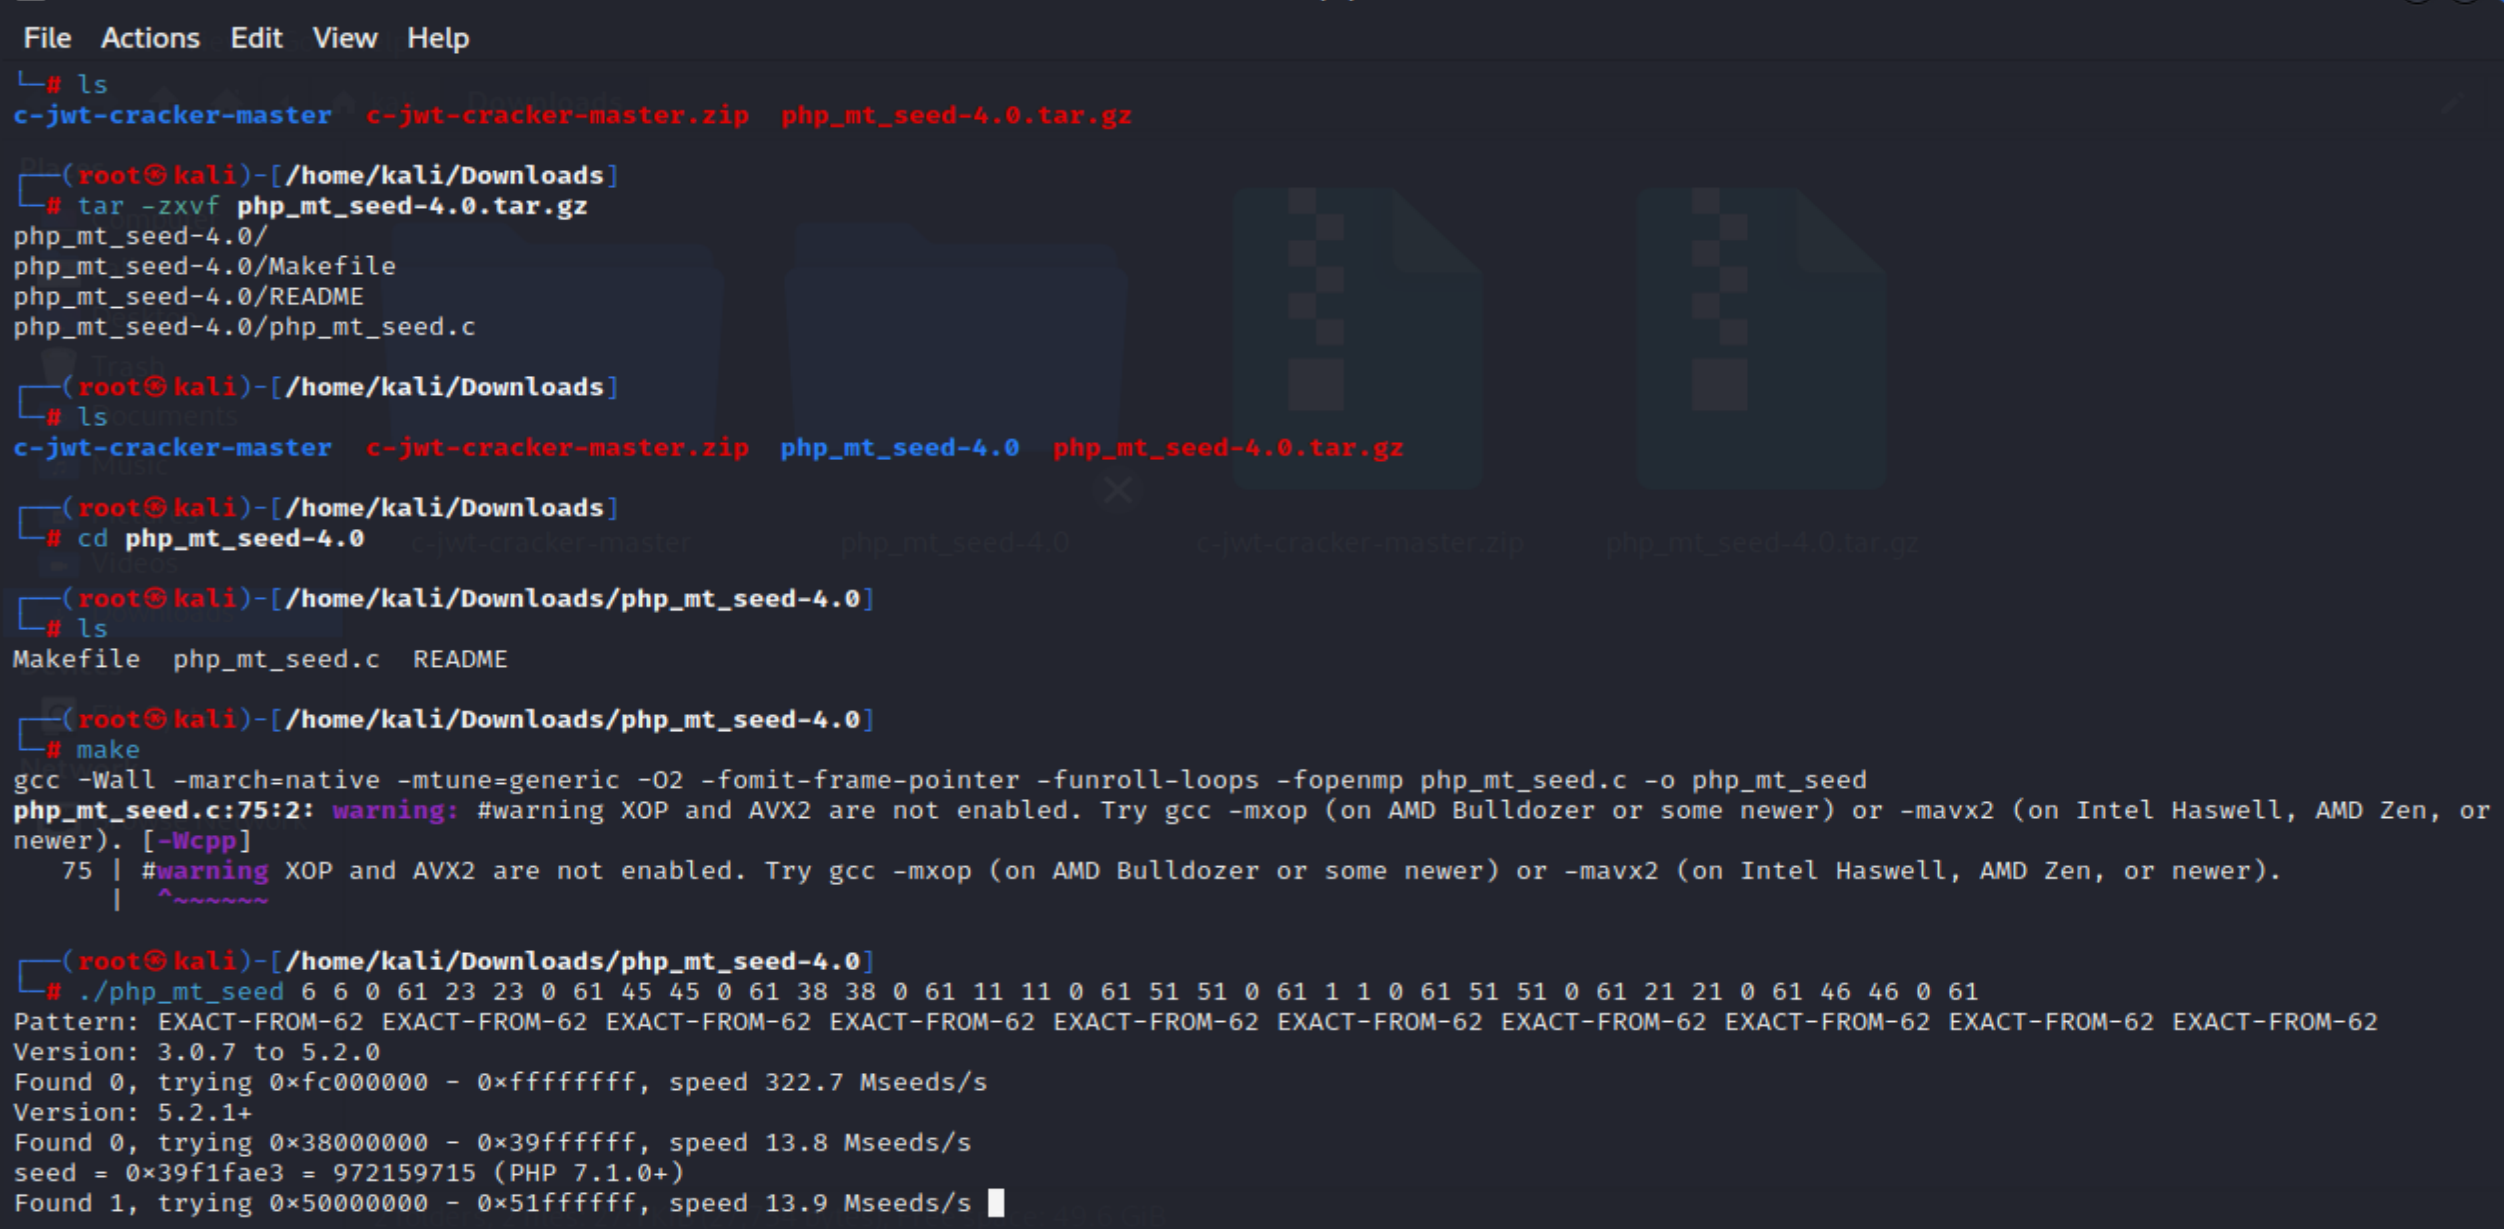 File Actions Edit View Help
└─# ls
c-jwt-cracker-master  c-jwt-cracker-master.zip  php_mt_seed-4.0.tar.gz
┌──(root㉿kali)-[/home/kali/Downloads]
└─# tar -zxvf php_mt_seed-4.0.tar.gz
php_mt_seed-4.0/
php_mt_seed-4.0/Makefile
php_mt_seed-4.0/README
php_mt_seed-4.0/php_mt_seed.c
┌──(root㉿kali)-[/home/kali/Downloads]
└─# ls
c-jwt-cracker-master  c-jwt-cracker-master.zip  php_mt_seed-4.0  php_mt_seed-4.0.tar.gz
┌──(root㉿kali)-[/home/kali/Downloads]
└─# cd php_mt_seed-4.0
c-jwt-cracker-master php_mt_seed-4.0 c-jwt-cracker-master.zip php_mt_seed-4.0.tar.gz
┌──(root㉿kali)-[/home/kali/Downloads/php_mt_seed-4.0]
└─# ls
Makefile  php_mt_seed.c  README
┌──(root㉿kali)-[/home/kali/Downloads/php_mt_seed-4.0]
└─# make
gcc -Wall -march=native -mtune=generic -O2 -fomit-frame-pointer -funroll-loops -fopenmp php_mt_seed.c -o php_mt_seed
php_mt_seed.c:75:2: warning: #warning XOP and AVX2 are not enabled. Try gcc -mxop (on AMD Bulldozer or some newer) or -mavx2 (on Intel Haswell, AMD Zen, or
newer). [-Wcpp]
   75 | #warning XOP and AVX2 are not enabled. Try gcc -mxop (on AMD Bulldozer or some newer) or -mavx2 (on Intel Haswell, AMD Zen, or newer).
      |  ^~~~~~~
┌──(root㉿kali)-[/home/kali/Downloads/php_mt_seed-4.0]
└─# ./php_mt_seed 6 6 0 61 23 23 0 61 45 45 0 61 38 38 0 61 11 11 0 61 51 51 0 61 1 1 0 61 51 51 0 61 21 21 0 61 46 46 0 61
Pattern: EXACT-FROM-62 EXACT-FROM-62 EXACT-FROM-62 EXACT-FROM-62 EXACT-FROM-62 EXACT-FROM-62 EXACT-FROM-62 EXACT-FROM-62 EXACT-FROM-62 EXACT-FROM-62
Version: 3.0.7 to 5.2.0
Found 0, trying 0×fc000000 - 0×ffffffff, speed 322.7 Mseeds/s
Version: 5.2.1+
Found 0, trying 0×38000000 - 0×39ffffff, speed 13.8 Mseeds/s
seed = 0×39f1fae3 = 972159715 (PHP 7.1.0+)
Found 1, trying 0×50000000 - 0×51ffffff, speed 13.9 Mseeds/s